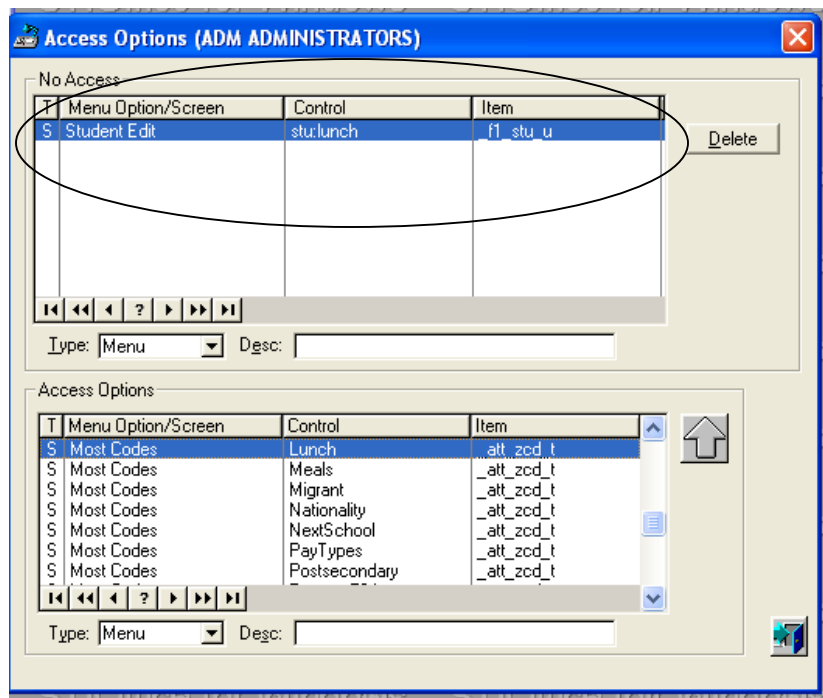 Access Options (ADM ADMINISTRATORS)
No Access
T Menu Option/Screen Control Item
S Student Edit stu:lunch _f1_stu_u
Delete
?
Type: Menu Desc:
Access Options
T Menu Option/Screen Control Item
S Most Codes Lunch _att_zcd_t
S Most Codes Meals _att_zcd_t
S Most Codes Migrant _att_zcd_t
S Most Codes Nationality _att_zcd_t
S Most Codes NextSchool _att_zcd_t
S Most Codes PayTypes _att_zcd_t
S Most Codes Postsecondary _att_zcd_t
?
Type: Menu Desc: